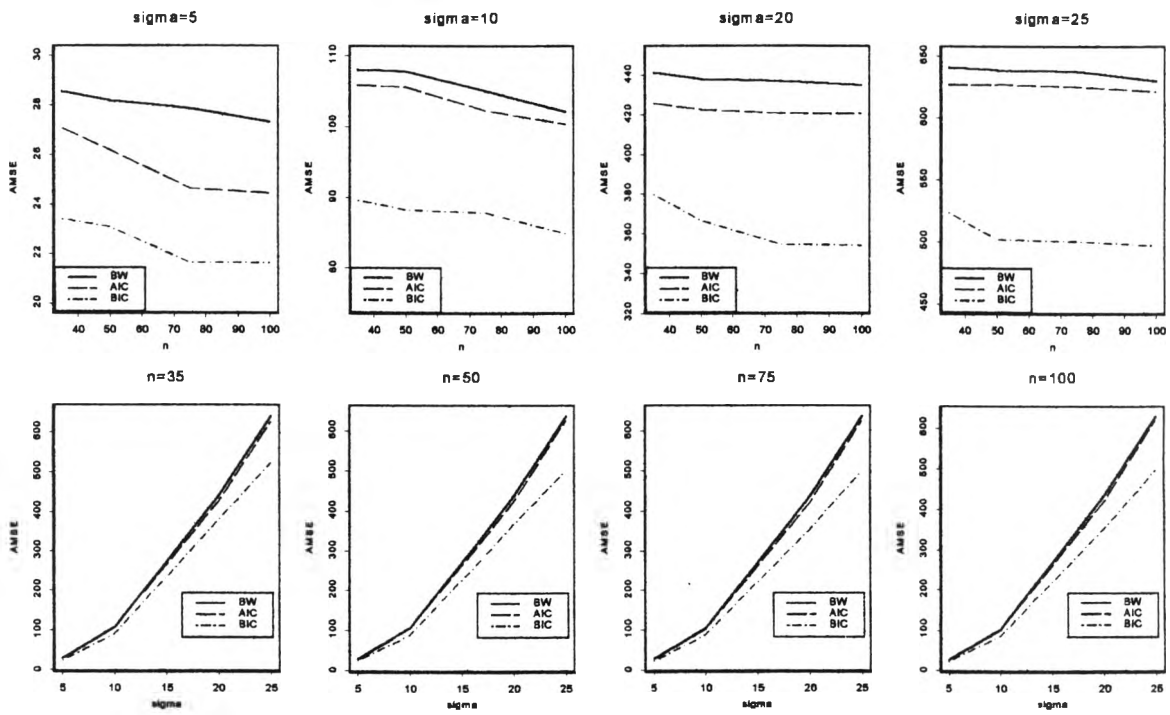 sigma=5
sigma=10
sigma=20
sigma=25
AMSE
20 22 24 26 28 30
BW
AIC
BIC
40 50 60 70 80 90 100
n
AMSE
80 90 100 110
BW
AIC
BIC
40 50 60 70 80 90 100
n
AMSE
320 340 360 380 400 420 440
BW
AIC
BIC
40 50 60 70 80 90 100
n
AMSE
450 500 550 600 650
BW
AIC
BIC
40 50 60 70 80 90 100
n
n=35
n=50
n=75
n=100
AMSE
0 100 200 300 400 500 600
BW
AIC
BIC
5 10 15 20 25
sigma
AMSE
0 100 200 300 400 500 600
BW
AIC
BIC
5 10 15 20 25
sigma
AMSE
0 100 200 300 400 500 600
BW
AIC
BIC
5 10 15 20 25
sigma
AMSE
0 100 200 300 400 500 600
BW
AIC
BIC
5 10 15 20 25
sigma